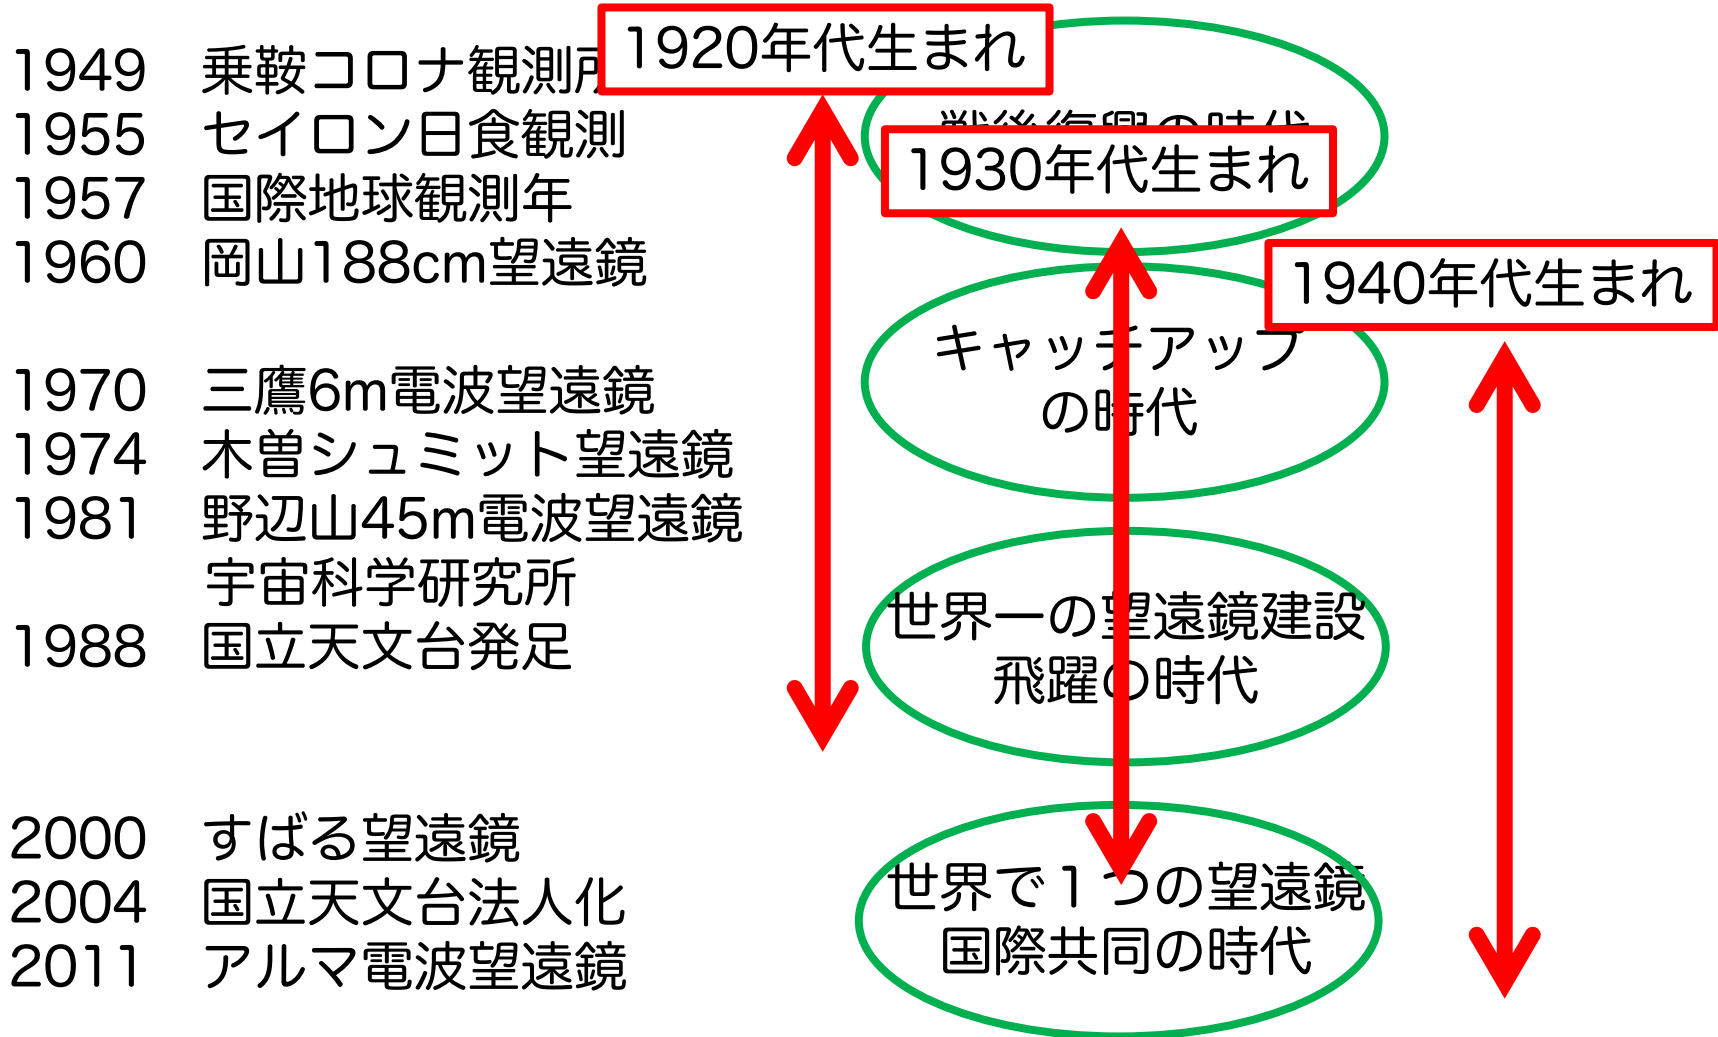 1920年代生まれ
1949 乗鞍コロナ観測所
1955 セイロン日食観測
戦後復興の時代
1930年代生まれ
1957 国際地球観測年
1960 岡山188cm望遠鏡
1940年代生まれ
キャッチアップ
の時代
1970 三鷹6m電波望遠鏡
1974 木曽シュミット望遠鏡
1981 野辺山45m電波望遠鏡
宇宙科学研究所
1988 国立天文台発足
世界一の望遠鏡建設
飛躍の時代
2000 すばる望遠鏡
2004 国立天文台法人化
2011 アルマ電波望遠鏡
世界で１つの望遠鏡
国際共同の時代